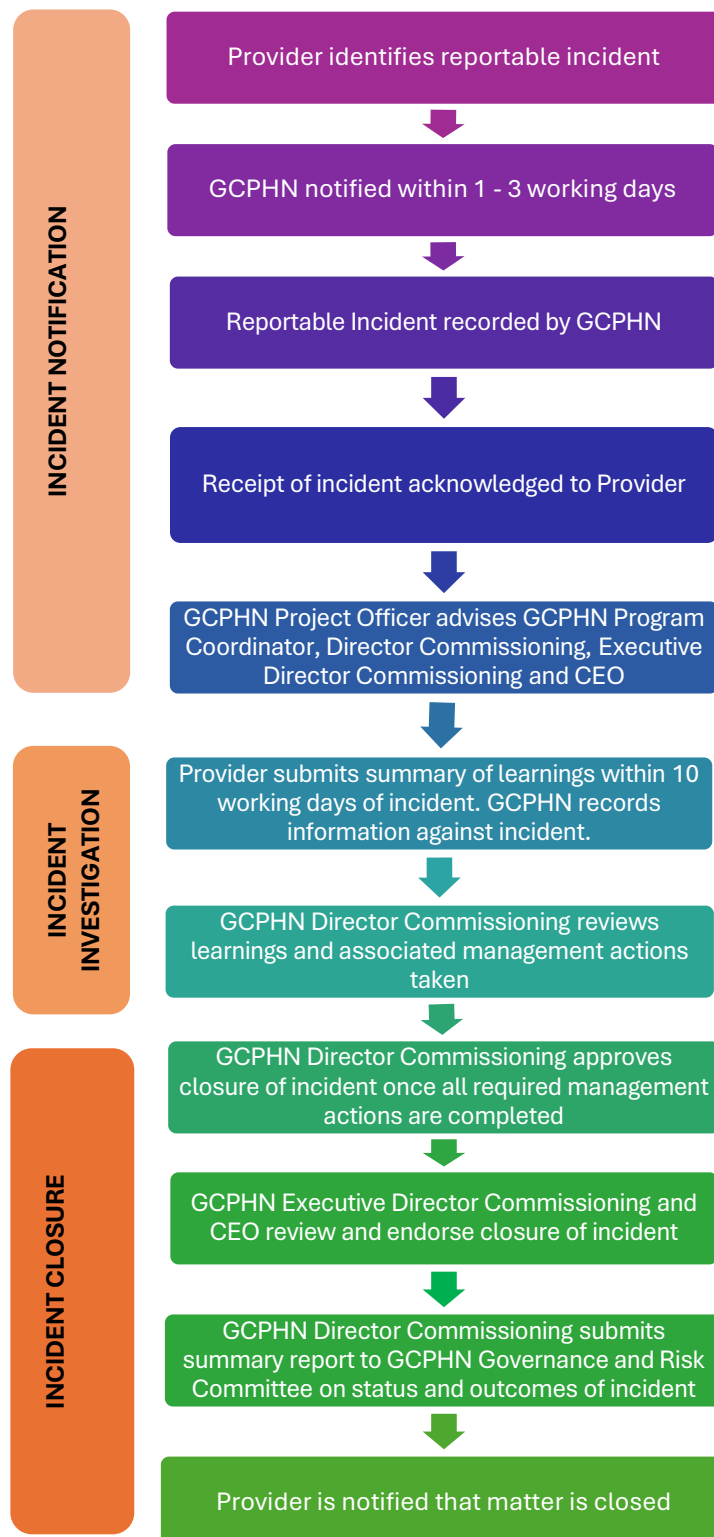 INCIDENT NOTIFICATION
Provider identifies reportable incident
GCPHN notified within 1 - 3 working days
Reportable Incident recorded by GCPHN
Receipt of incident acknowledged to Provider
GCPHN Project Officer advises GCPHN Program
Coordinator, Director Commissioning, Executive
Director Commissioning and CEO
INCIDENT
INVESTIGATION
Provider submits summary of learnings within 10
working days of incident. GCPHN records
information against incident.
GCPHN Director Commissioning reviews
learnings and associated management actions
taken
INCIDENT CLOSURE
GCPHN Director Commissioning approves
closure of incident once all required management
actions are completed
GCPHN Executive Director Commissioning and
CEO review and endorse closure of incident
GCPHN Director Commissioning submits
summary report to GCPHN Governance and Risk
Committee on status and outcomes of incident
Provider is notified that matter is closed